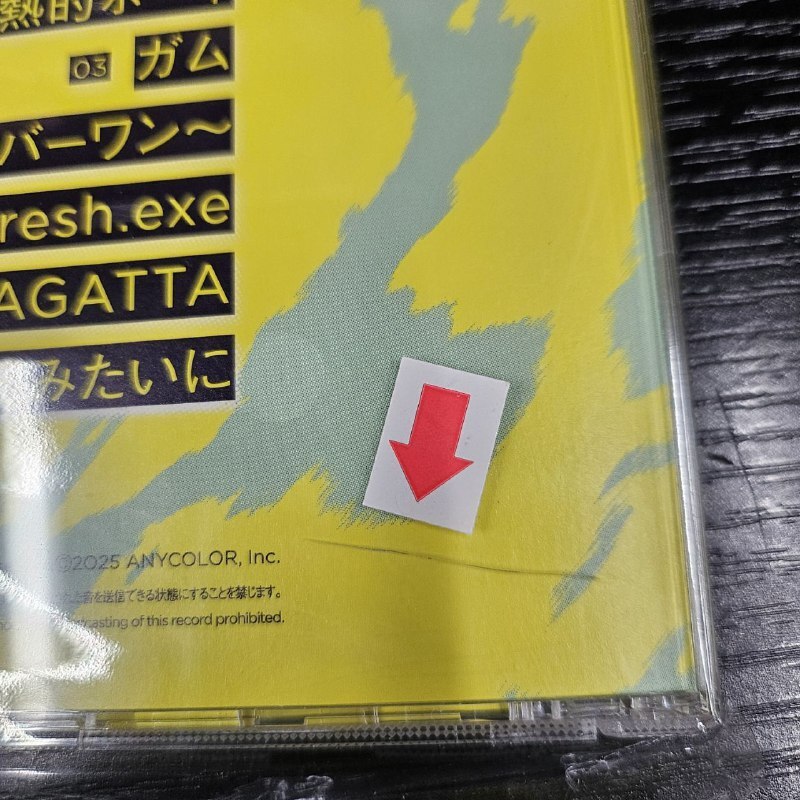 03 ガム
バーワン〜
resh.exe
AGATTA
みたいに
©2025 ANYCOLOR, Inc.
を送信できる状態にすることを禁じます。
casting of this record prohibited.